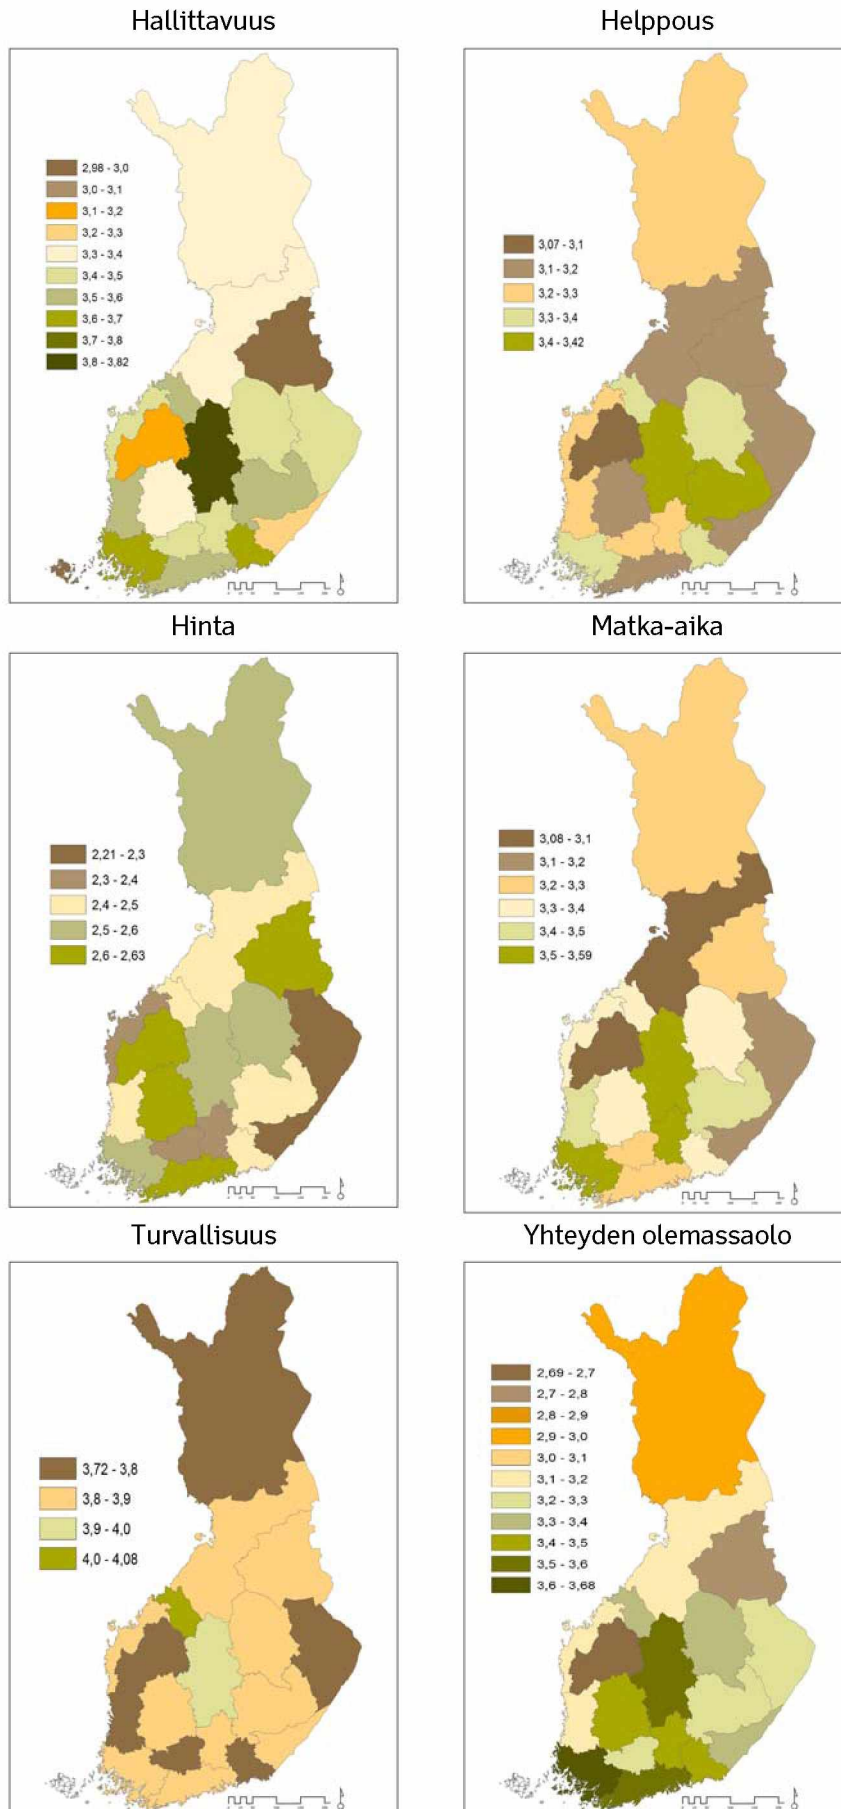 Hallittavuus
2,98 - 3,0
3,0 - 3,1
3,1 - 3,2
3,2 - 3,3
3,3 - 3,4
3,4 - 3,5
3,5 - 3,6
3,6 - 3,7
3,7 - 3,8
3,8 - 3,82
Helppous
3,07 - 3,1
3,1 - 3,2
3,2 - 3,3
3,3 - 3,4
3,4 - 3,42
Hinta
2,21 - 2,3
2,3 - 2,4
2,4 - 2,5
2,5 - 2,6
2,6 - 2,63
Matka-aika
3,08 - 3,1
3,1 - 3,2
3,2 - 3,3
3,3 - 3,4
3,4 - 3,5
3,5 - 3,59
Turvallisuus
3,72 - 3,8
3,8 - 3,9
3,9 - 4,0
4,0 - 4,08
Yhteyden olemassaolo
2,69 - 2,7
2,7 - 2,8
2,8 - 2,9
2,9 - 3,0
3,0 - 3,1
3,1 - 3,2
3,2 - 3,3
3,3 - 3,4
3,4 - 3,5
3,5 - 3,6
3,6 - 3,68